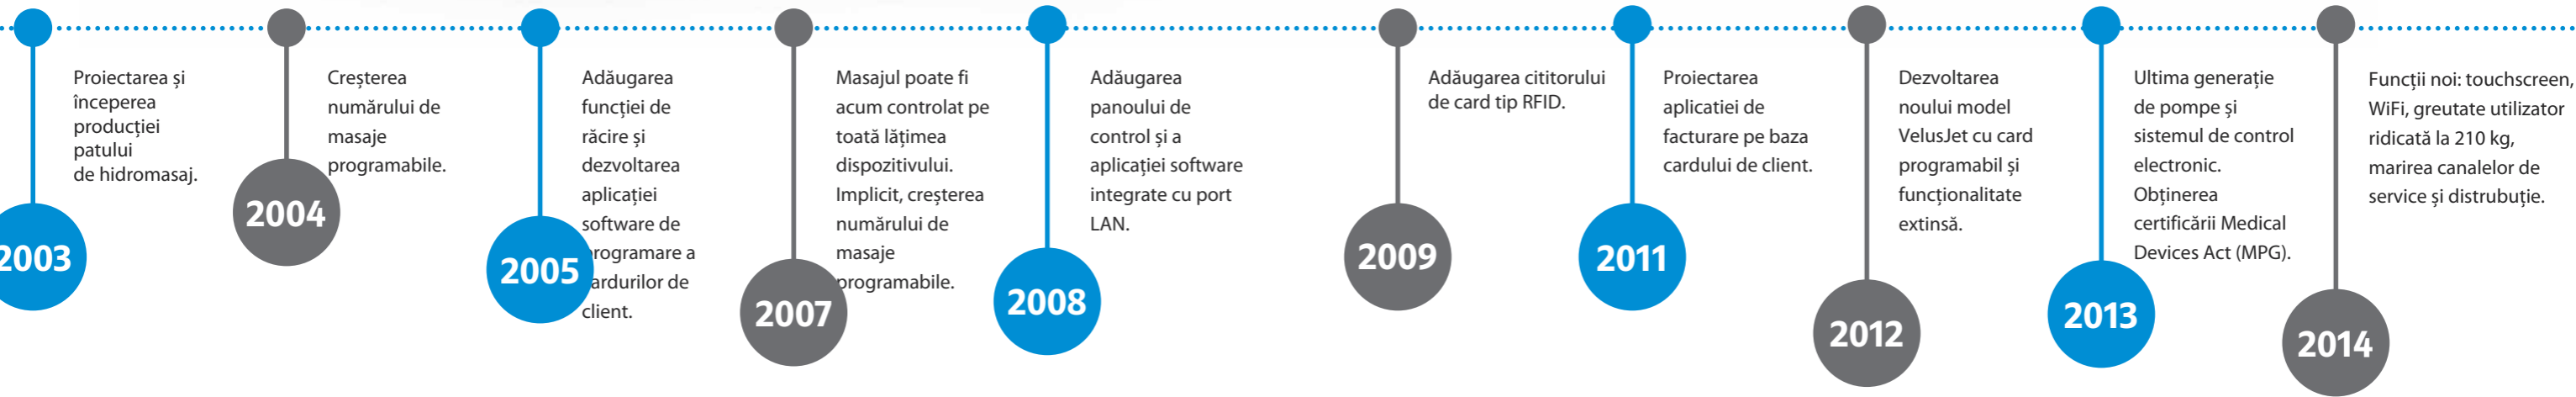 Proiectarea și
începerea
producției
patului
de hidromasaj.
2003
Creșterea
numărului de
masaje
programabile.
2004
Adăugarea
funcției de
răcire și
dezvoltarea
aplicației
software de
programare a
cardurilor de
client.
2005
Masajul poate fi
acum controlat pe
toată lățimea
dispozitivului.
Implicit, creșterea
numărului de
masaje
programabile.
2007
Adăugarea
panoului de
control și a
aplicației software
integrate cu port
LAN.
2008
Adăugarea cititorului
de card tip RFID.
2009
Proiectarea
aplicatiei de
facturare pe baza
cardului de client.
2011
Dezvoltarea
noului model
VelusJet cu card
programabil și
funcționalitate
extinsă.
2012
Ultima generație
de pompe și
sistemul de control
electronic.
Obținerea
certificării Medical
Devices Act (MPG).
2013
Funcții noi: touchscreen,
WiFi, greutate utilizator
ridicată la 210 kg,
marirea canalelor de
service și distrubuție.
2014